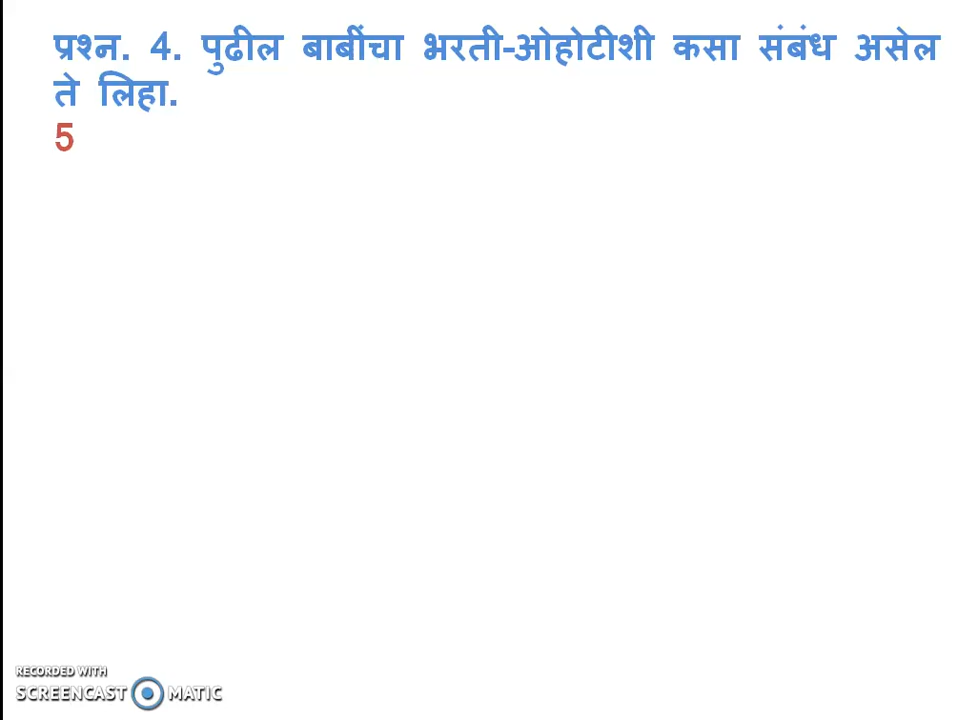 प्रश्न. 4. पुढील बाबींचा भरती-ओहोटीशी कसा संबंध असेल
ते लिहा.
5
RECORDED WITH
SCREENCAST MATIC